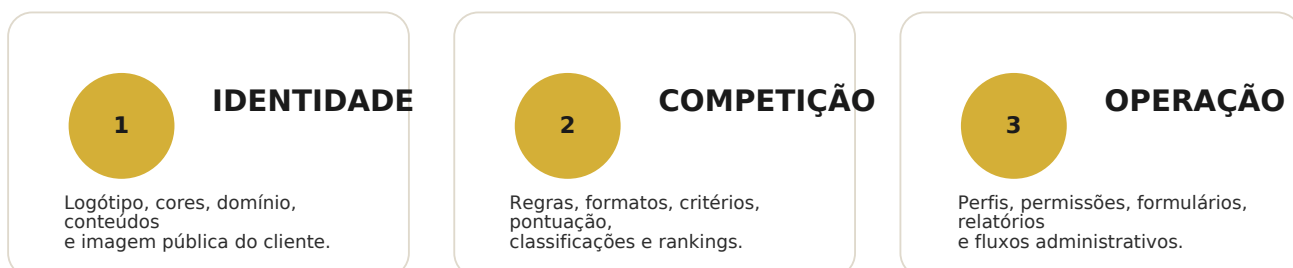 1
IDENTIDADE
Logótipo, cores, domínio,
conteúdos
e imagem pública do cliente.
2
COMPETIÇÃO
Regras, formatos, critérios,
pontuação,
classificações e rankings.
3
OPERAÇÃO
Perfis, permissões, formulários,
relatórios
e fluxos administrativos.